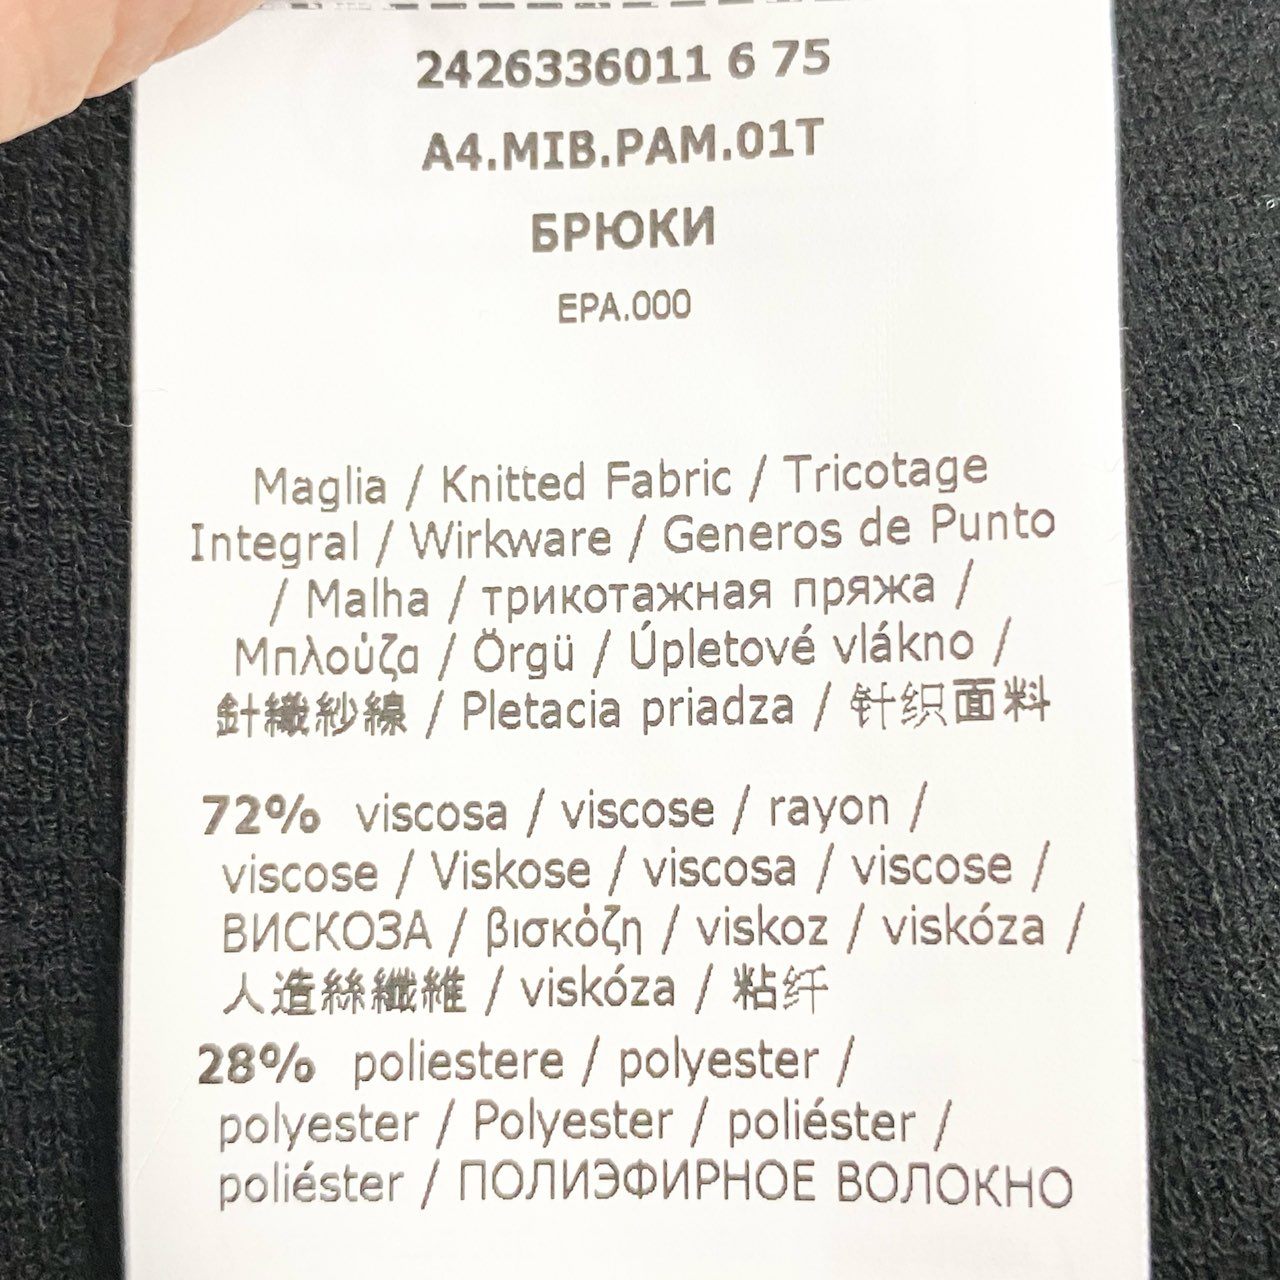 2426336011 6 75
A4.MIB.PAM.01T
БРЮКИ
EPA.000
Maglia / Knitted Fabric / Tricotage
Integral / Wirkware / Generos de Punto
/ Malha / трикотажная пряжа /
Μπλούζα / Örgü / Úpletové vlákno /
針纖紗線 / Pletacia priadza / 针织面料
72% viscosa / viscose / rayon /
viscose / Viskose / viscosa / viscose /
ВИСКОЗА / βισκόζη / viskoz / viskóza /
人造絲纖維 / viskóza / 粘纤
28% poliestere / polyester /
polyester / Polyester / poliéster /
poliéster / ПОЛИЭФИРНОЕ ВОЛОКНО